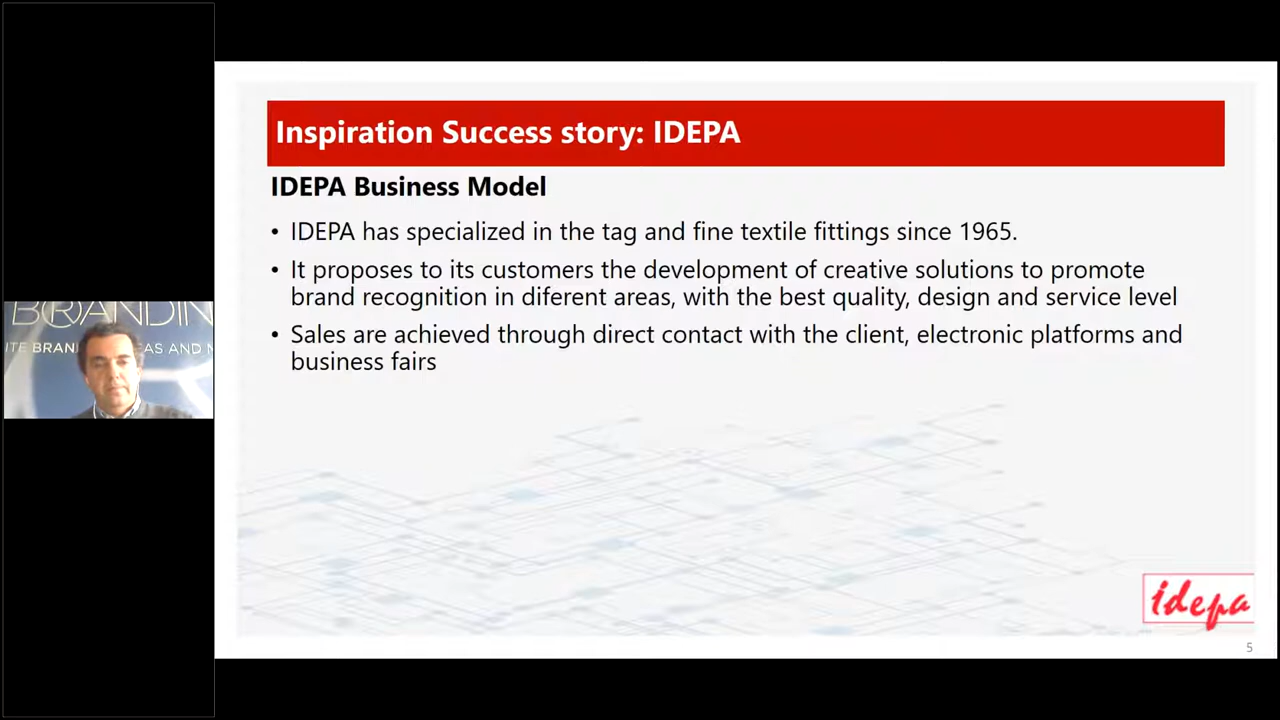 Inspiration Success story: IDEPA
IDEPA Business Model
• IDEPA has specialized in the tag and fine textile fittings since 1965.
• It proposes to its customers the development of creative solutions to promote
brand recognition in diferent areas, with the best quality, design and service level
• Sales are achieved through direct contact with the client, electronic platforms and
business fairs
BRANDIN
ITE BRAN EAS AND
idepa
5